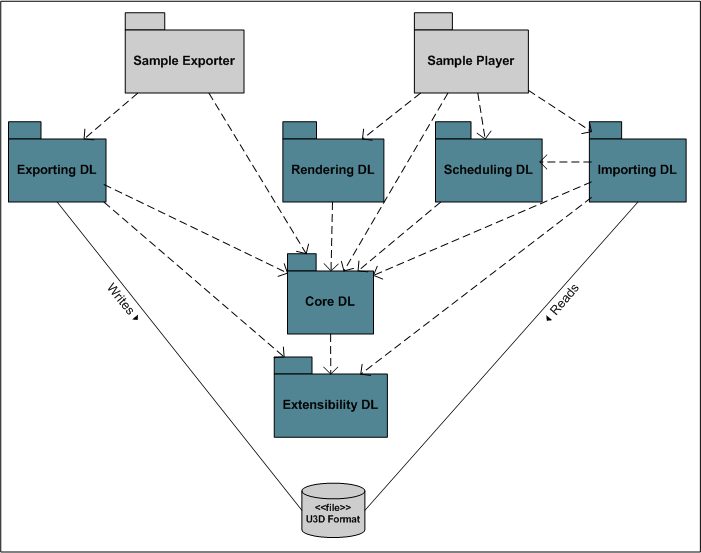 Sample Exporter
Sample Player
Exporting DL
Rendering DL
Scheduling DL
Importing DL
Writes
Reads
Core DL
Extensibility DL
<<file>>
U3D Format